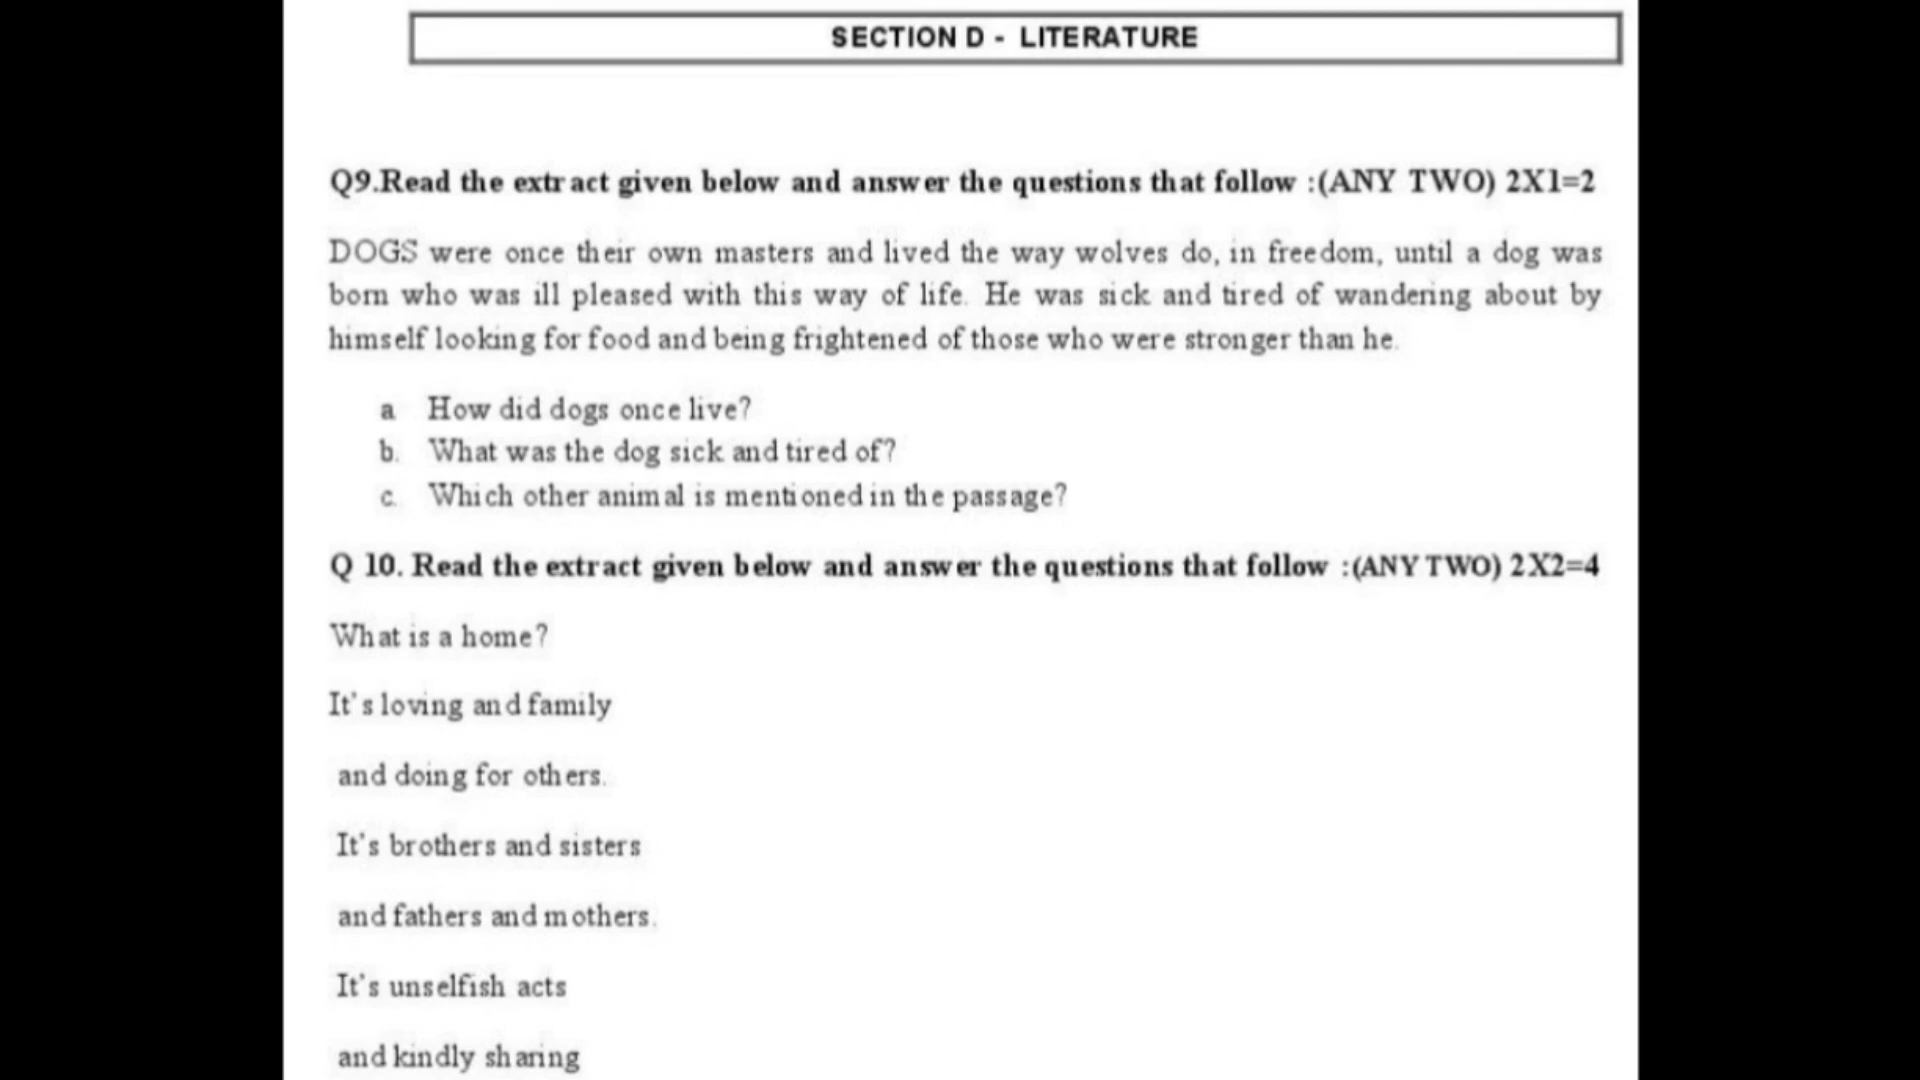 SECTION D - LITERATURE
Q9.Read the extract given below and answer the questions that follow :(ANY TWO) 2X1=2
DOGS were once their own masters and lived the way wolves do, in freedom, until a dog was
born who was ill pleased with this way of life. He was sick and tired of wandering about by
himself looking for food and being frightened of those who were stronger than he.
a How did dogs once live?
b. What was the dog sick and tired of?
c. Which other animal is mentioned in the passage?
Q 10. Read the extract given below and answer the questions that follow :(ANY TWO) 2X2=4
What is a home?
It's loving and family
and doing for others.
It's brothers and sisters
and fathers and mothers.
It's unselfish acts
and kindly sharing